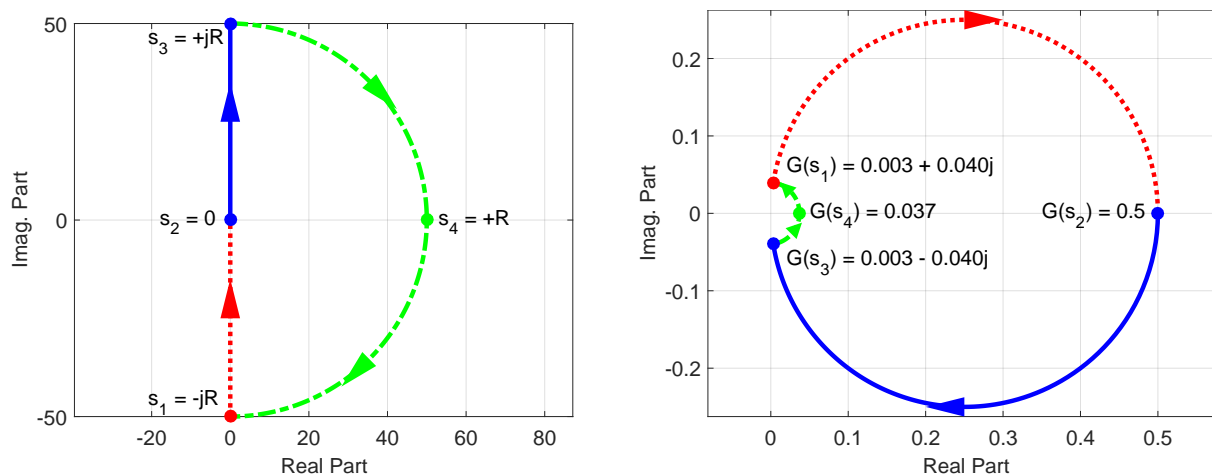 50
s3 = +jR
s2 = 0
s4 = +R
0
s1 = -jR
-50
-20
0
20
40
60
80
Real Part
Imag. Part
0.2
0.1
0
-0.1
-0.2
G(s1) = 0.003 + 0.040j
G(s4) = 0.037
G(s2) = 0.5
G(s3) = 0.003 - 0.040j
0
0.1
0.2
0.3
0.4
0.5
Real Part
Imag. Part